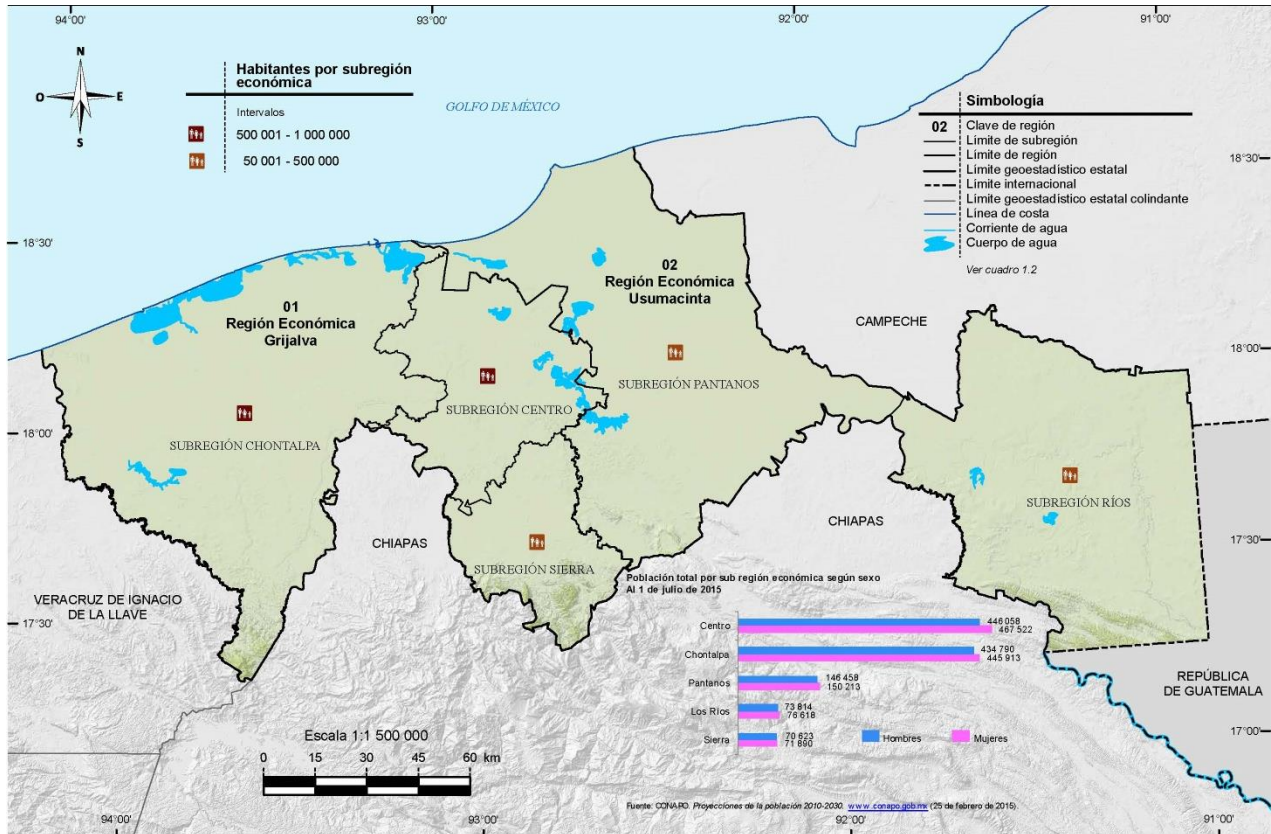 94°00'
93°00'
92°00'
91°00'
N
O
E
S
Habitantes por subregión
económica
Intervalos
500 001 - 1 000 000
50 001 - 500 000
GOLFO DE MÉXICO
Simbología
02 Clave de región
Límite de subregión
Límite de región
Límite geoestadístico estatal
Límite internacional
Límite geoestadístico estatal colindante
Línea de costa
Corriente de agua
Cuerpo de agua
Ver cuadro 1.2
18°30'
18°30'
02
Región Económica
Usumacinta
01
Región Económica
Grijalva
CAMPECHE
18°00'
SUBREGIÓN PANTANOS
SUBREGIÓN CENTRO
18°00'
SUBREGIÓN CHONTALPA
SUBREGIÓN RÍOS
CHIAPAS
CHIAPAS
17°30'
SUBREGIÓN SIERRA
VERACRUZ DE IGNACIO
DE LA LLAVE
17°30'
Población total por sub región económica según sexo
Al 1 de julio de 2015
Centro
446 058
467 522
Chontalpa
434 790
445 913
Pantanos
146 458
150 213
Los Ríos
73 814
76 618
Sierra
70 623
71 890
Hombres
Mujeres
REPÚBLICA
DE GUATEMALA
17°00'
Escala 1:1 500 000
0 15 30 45 60 km
Fuente: CONAPO. Proyecciones de la población 2010-2030. www.conapo.gob.mx (25 de febrero de 2015)
94°00'
93°00'
92°00'
91°00'